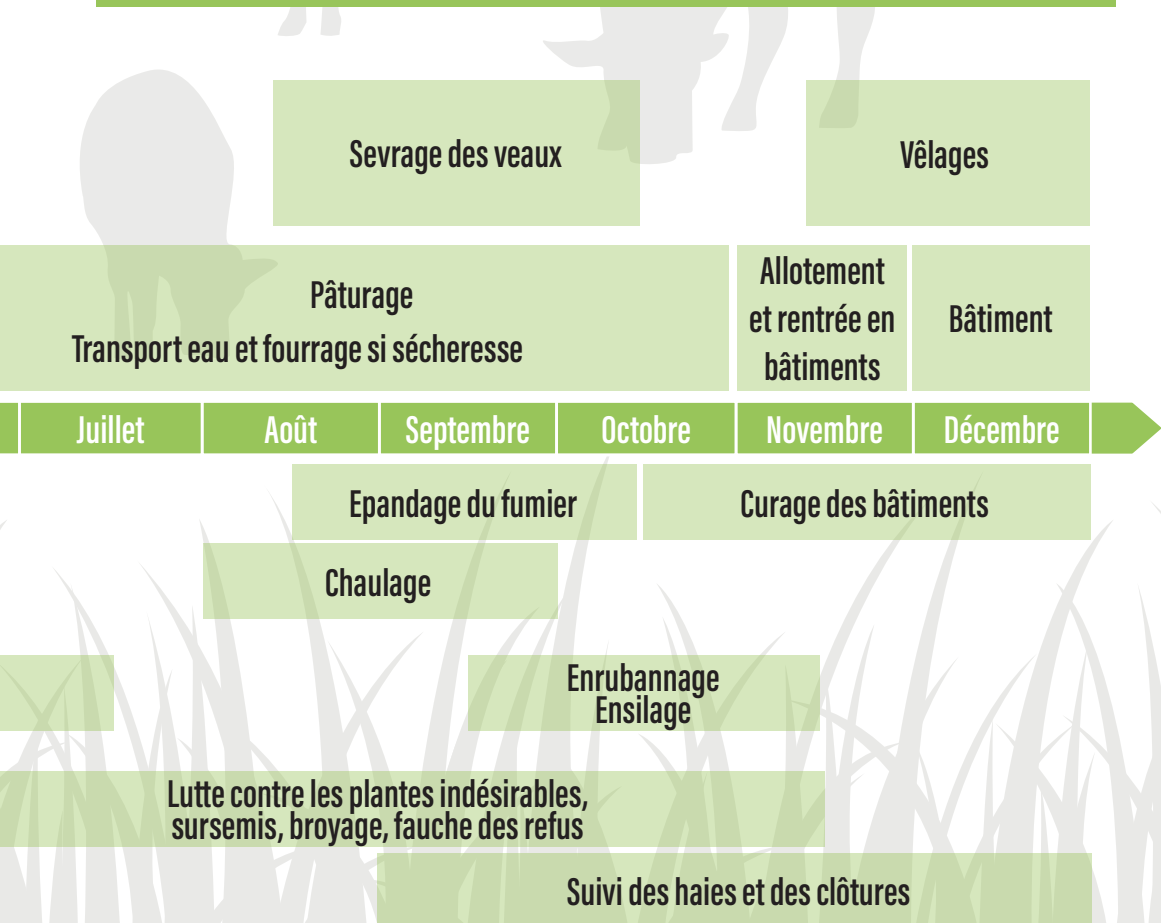 Sevrage des veaux
Vêlages
Pâturage
Transport eau et fourrage si sécheresse
Allotement
et rentrée en
bâtiments
Bâtiment
Juillet
Août
Septembre
Octobre
Novembre
Décembre
Epandage du fumier
Curage des bâtiments
Chaulage
Enrubannage
Ensilage
Lutte contre les plantes indésirables,
sursemis, broyage, fauche des refus
Suivi des haies et des clôtures